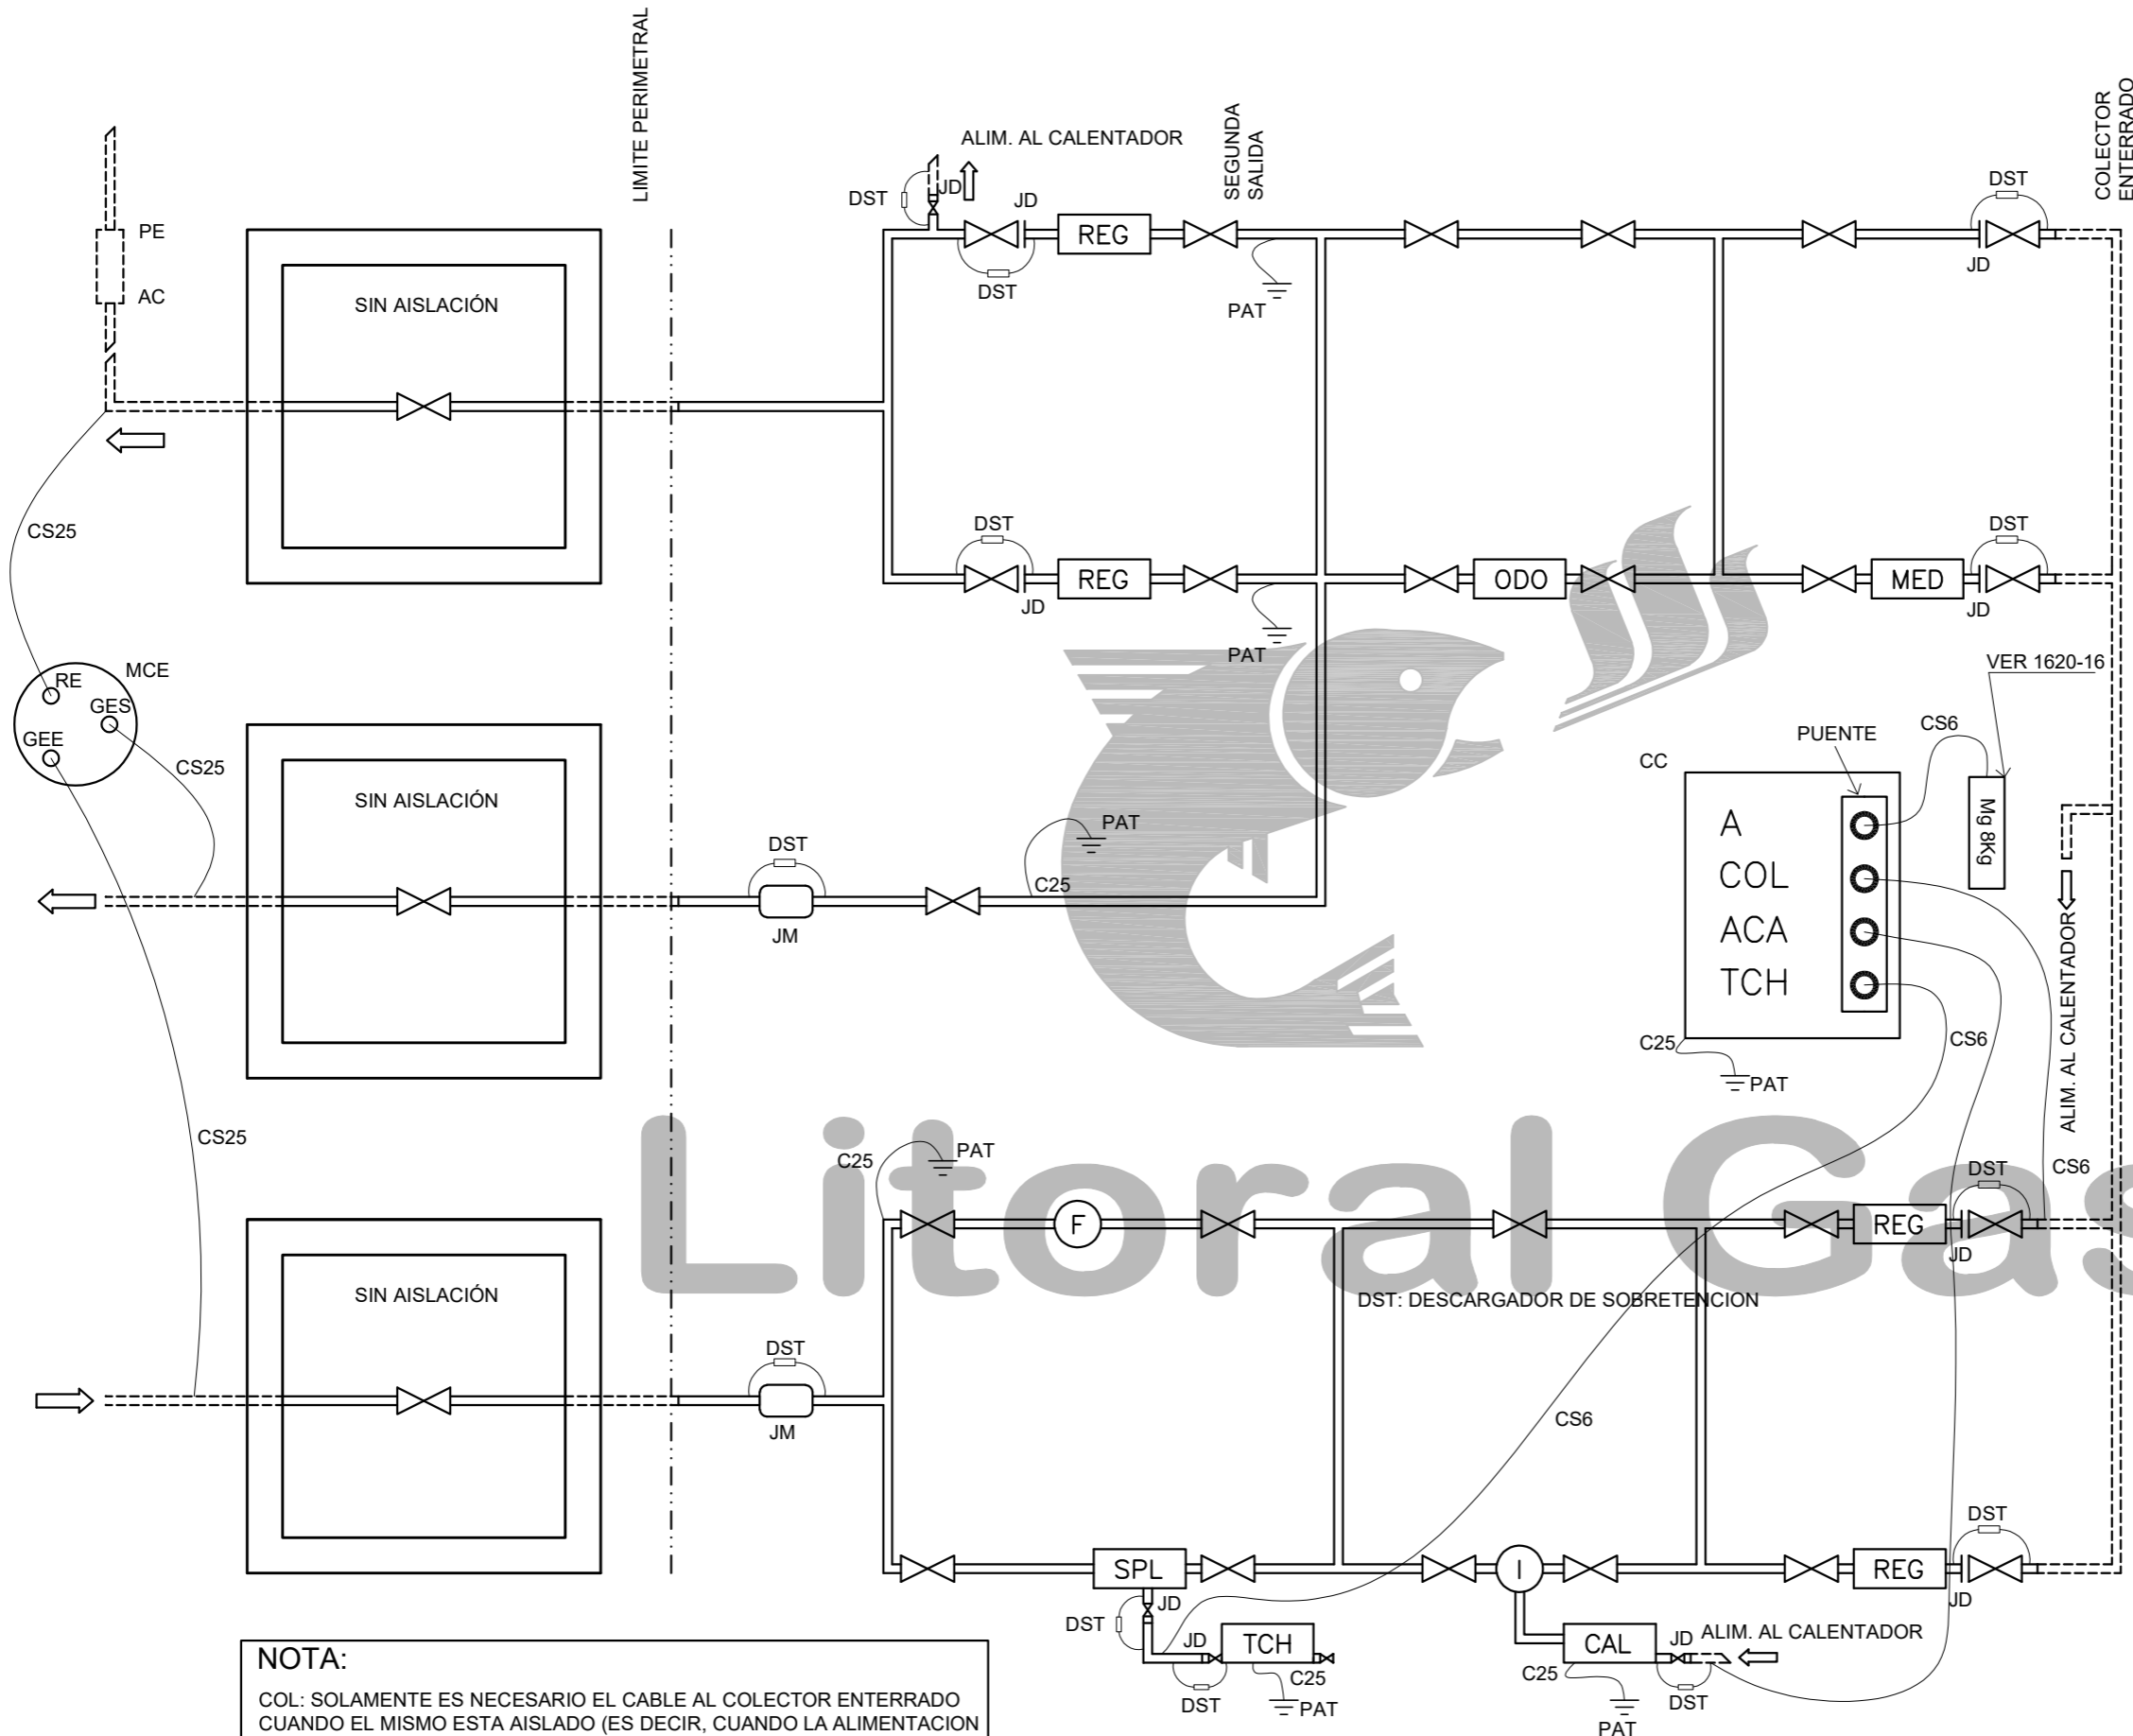 LIMITE PERIMETRAL
COLECTOR
ENTERRADO
SEGUNDA
SALIDA
ALIM. AL CALENTADOR
DST
JD
JD
REG
DST
JD
PE
AC
SIN AISLACIÓN
DST
PAT
CS25
DST
REG
JD
PAT
ODO
DST
MED
JD
VER 1620-16
MCE
RE
GES
GEE
CS25
SIN AISLACIÓN
PUENTE
CS6
CC
A
COL
ACA
TCH
Mg 8Kg
ALIM. AL CALENTADOR
DST
JM
C25
PAT
C25
PAT
CS6
CS25
Litoral Gas
C25
PAT
F
DST
CS6
REG
JD
SIN AISLACIÓN
DST: DESCARGADOR DE SOBRETENCION
DST
JM
CS6
SPL
I
DST
REG
JD
JD
DST
JD
TCH
C25
DST
PAT
CAL
JD
ALIM. AL CALENTADOR
C25
DST
PAT
NOTA:
COL: SOLAMENTE ES NECESARIO EL CABLE AL COLECTOR ENTERRADO
CUANDO EL MISMO ESTA AISLADO (ES DECIR, CUANDO LA ALIMENTACION